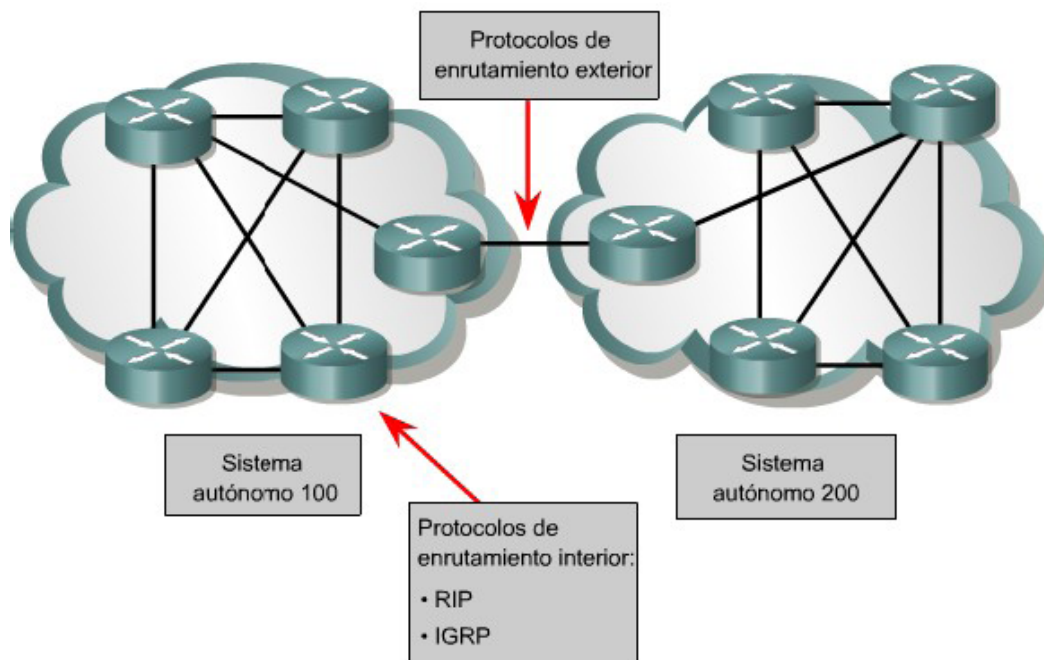 Protocolos de
enrutamiento exterior
Sistema
autónomo 100
Sistema
autónomo 200
Protocolos de
enrutamiento interior:
• RIP
• IGRP